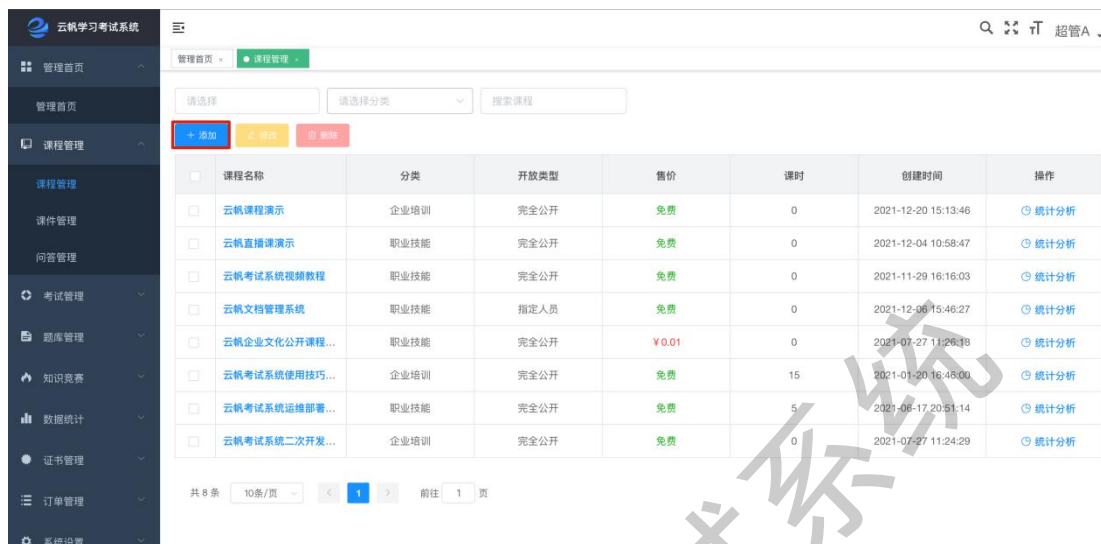 云帆学习考试系统
超管A
管理首页
管理首页 × 课程管理 ×
管理首页
请选择 请选择分类 搜索课程
课程管理
+ 添加 修改 删除
课程管理
课程名称 分类 开放类型 售价 课时 创建时间 操作
云帆课程演示 企业培训 完全公开 免费 0 2021-12-20 15:13:46 统计分析
课件管理
云帆直播课演示 职业技能 完全公开 免费 0 2021-12-04 10:58:47 统计分析
问答管理
云帆考试系统视频教程 职业技能 完全公开 免费 0 2021-11-29 16:16:03 统计分析
考试管理
云帆文档管理系统 职业技能 指定人员 免费 0 2021-12-06 15:46:27 统计分析
题库管理
云帆企业文化公开课程... 职业技能 完全公开 ¥0.01 0 2021-07-27 11:26:18 统计分析
知识竞赛
云帆考试系统使用技巧... 企业培训 完全公开 免费 15 2021-01-20 16:46:00 统计分析
数据统计
云帆考试系统运维部署... 职业技能 完全公开 免费 5 2021-06-17 20:51:14 统计分析
云帆考试系统二次开发... 企业培训 完全公开 免费 0 2021-07-27 11:24:29 统计分析
证书管理
共 8 条 10条/页 < 1 > 前往 1 页
订单管理
系统设置
试系统